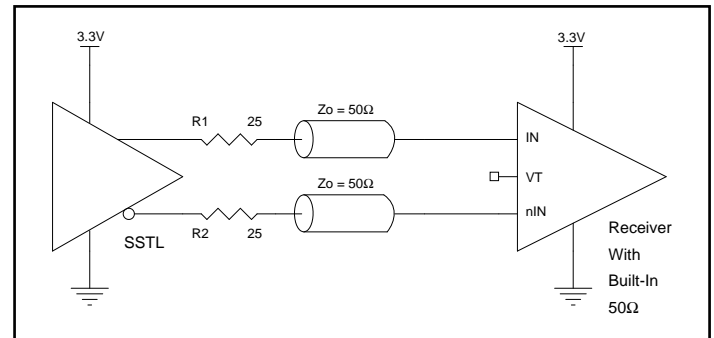 3.3V
3.3V
R1 25
Zo = 50Ω
IN
Zo = 50Ω
VT
nIN
R2 25
SSTL
Receiver
With
Built-In
50Ω